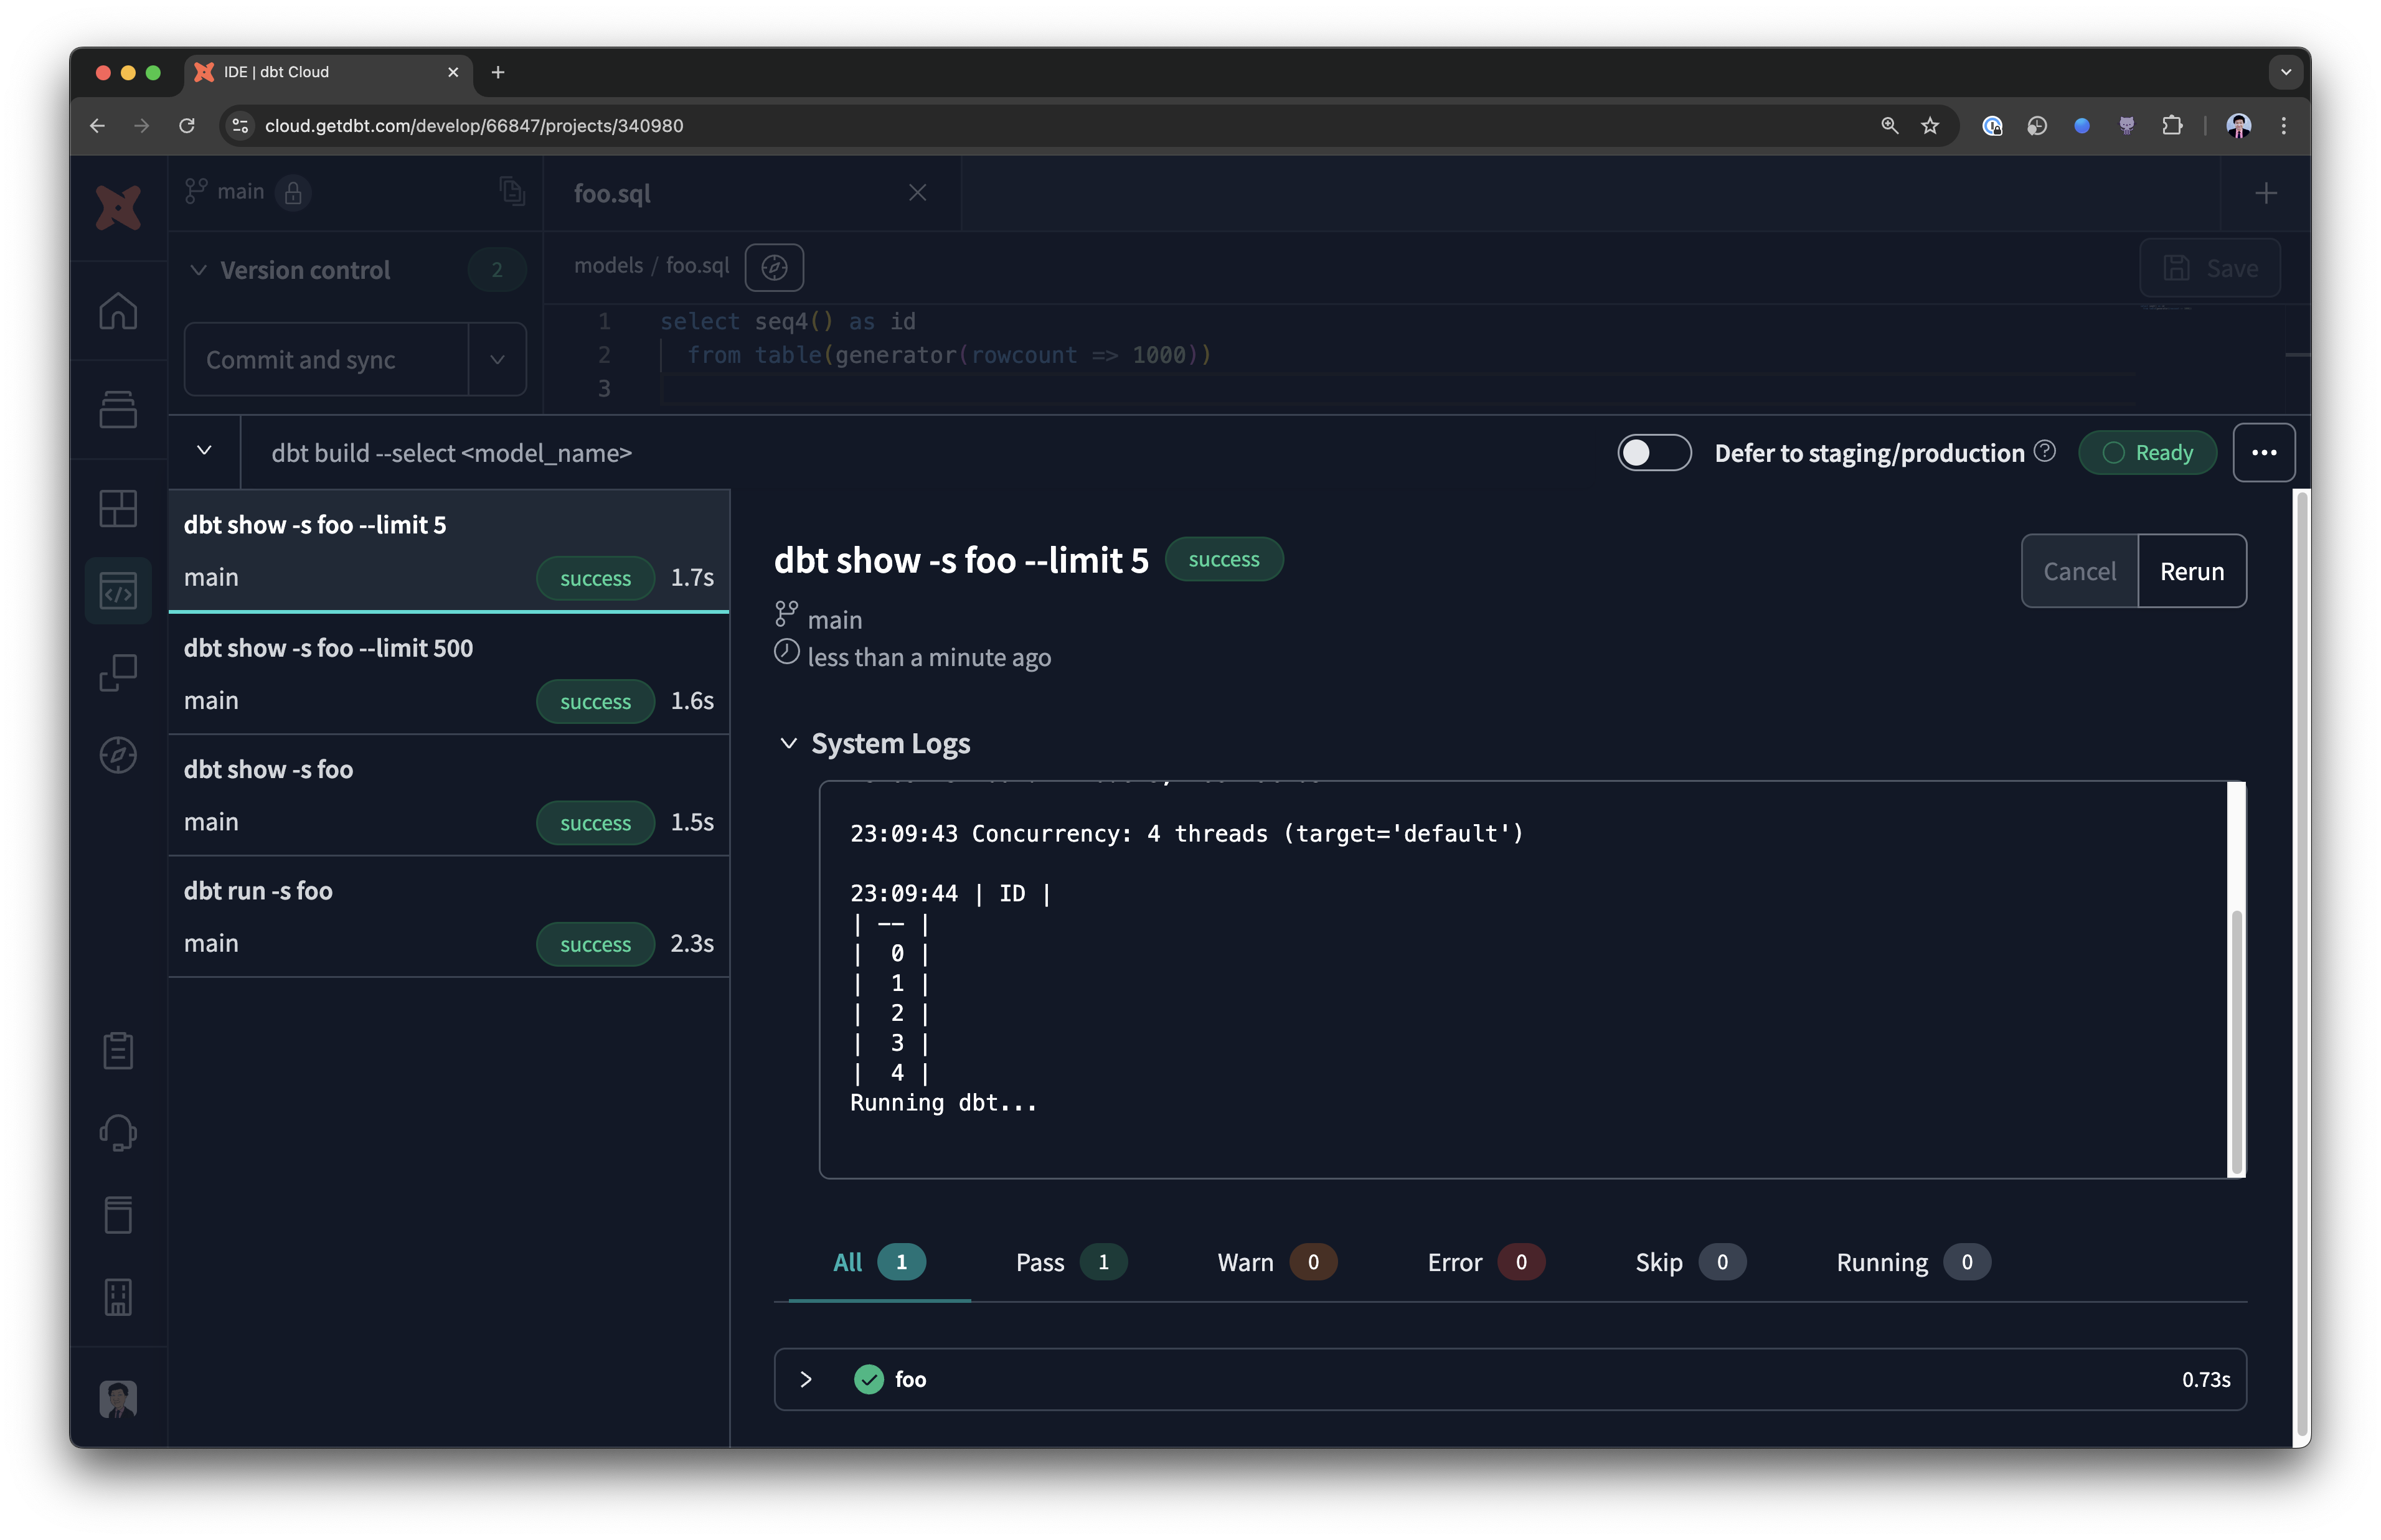 IDE | dbt Cloud
cloud.getdbt.com/develop/66847/projects/340980
main
foo.sql
Version control 2
models / foo.sql
Save
Commit and sync
1 select seq4() as id
2 from table(generator(rowcount => 1000))
3
dbt build --select <model_name>
Defer to staging/production
Ready
dbt show -s foo --limit 5
main success 1.7s
dbt show -s foo --limit 500
main success 1.6s
dbt show -s foo
main success 1.5s
dbt run -s foo
main success 2.3s
dbt show -s foo --limit 5 success
Cancel Rerun
main
less than a minute ago
System Logs
23:09:43 Concurrency: 4 threads (target='default')
23:09:44 | ID |
| -- |
| 0 |
| 1 |
| 2 |
| 3 |
| 4 |
Running dbt...
All 1 Pass 1 Warn 0 Error 0 Skip 0 Running 0
foo 0.73s